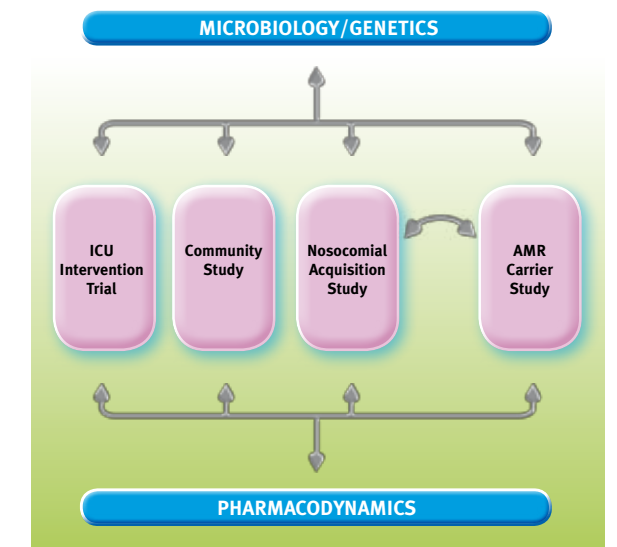 MICROBIOLOGY/GENETICS
ICU
Intervention
Trial
Community
Study
Nosocomial
Acquisition
Study
AMR
Carrier
Study
PHARMACODYNAMICS